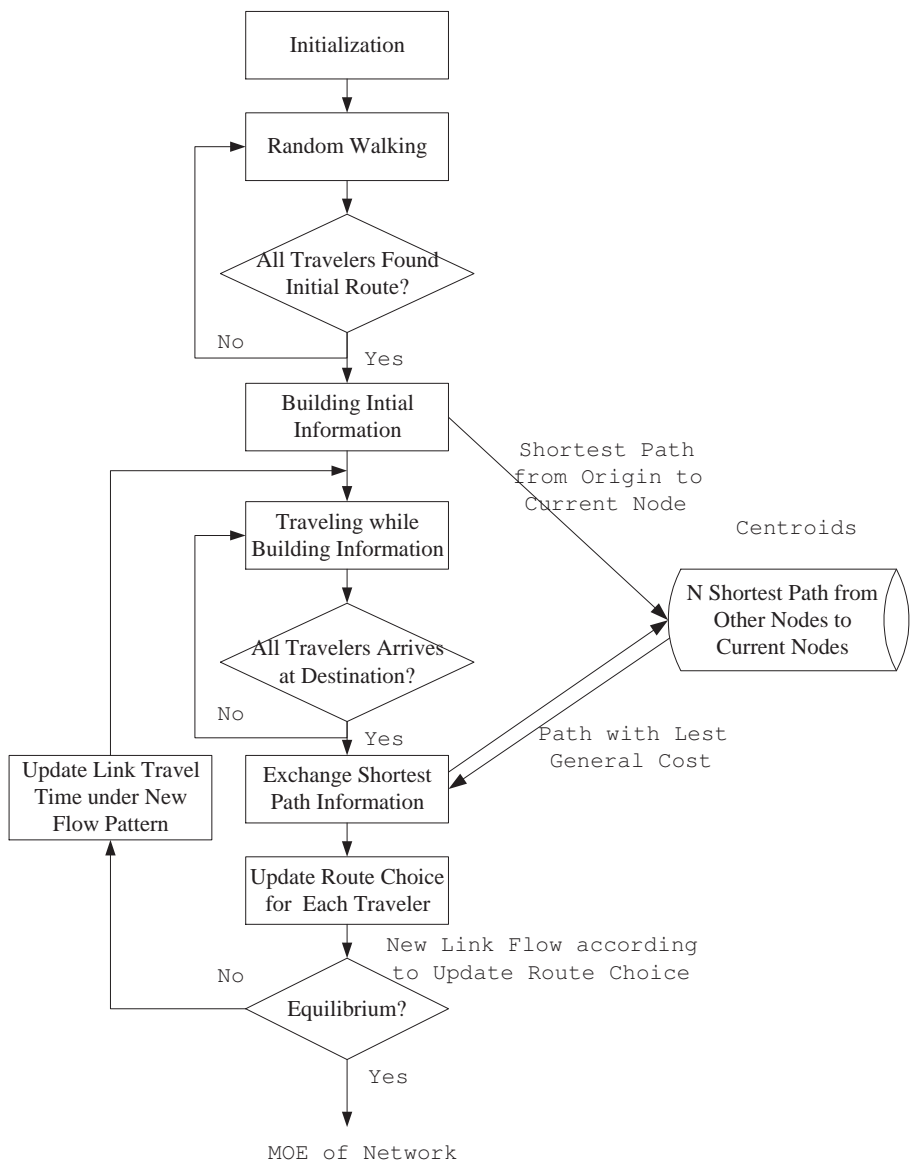 Initialization
Random Walking
All Travelers Found
Initial Route?
No
Yes
Building Intial
Information
Shortest Path
from Origin to
Current Node
Centroids
Traveling while
Building Information
N Shortest Path from
Other Nodes to
Current Nodes
All Travelers Arrives
at Destination?
No
Yes
Path with Lest
General Cost
Update Link Travel
Time under New
Flow Pattern
Exchange Shortest
Path Information
Update Route Choice
for Each Traveler
New Link Flow according
to Update Route Choice
No
Equilibrium?
Yes
MOE of Network